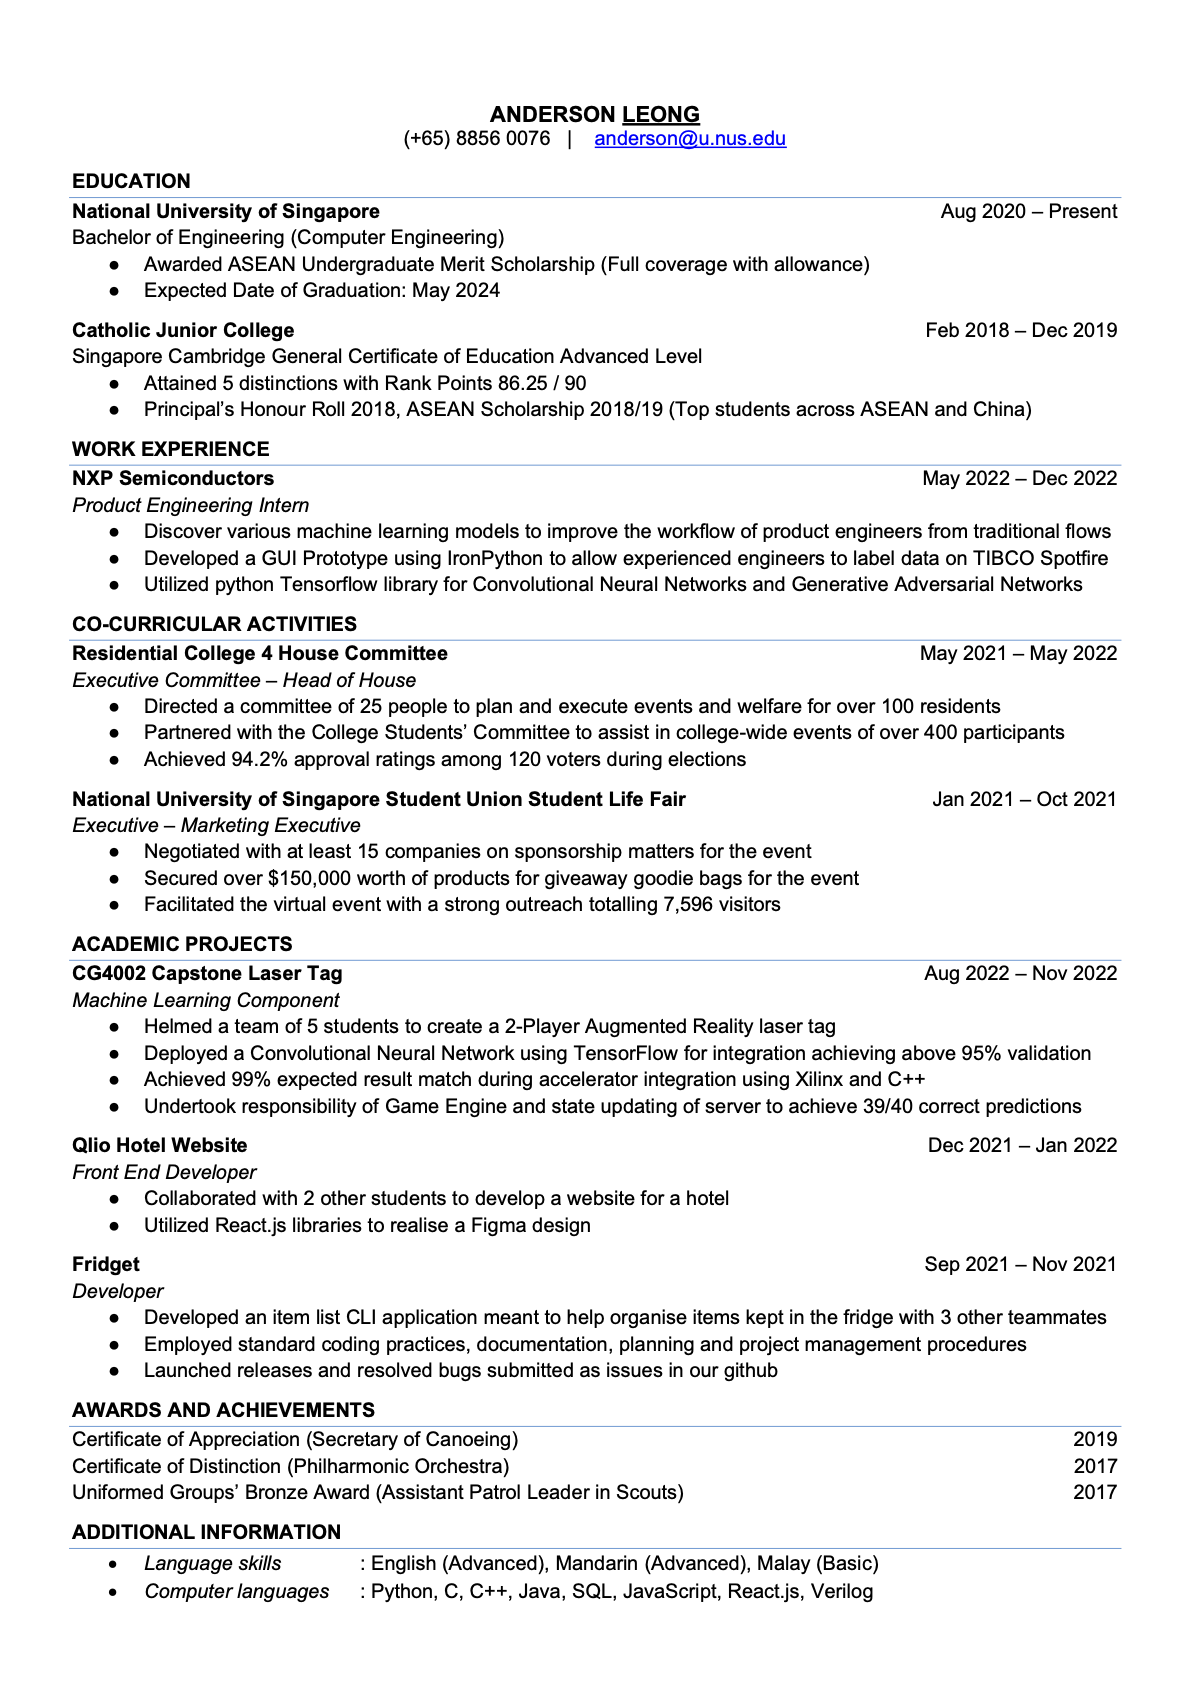 ANDERSON LEONG
(+65) 8856 0076 | anderson@u.nus.edu
EDUCATION
National University of Singapore Aug 2020 – Present
Bachelor of Engineering (Computer Engineering)
● Awarded ASEAN Undergraduate Merit Scholarship (Full coverage with allowance)
● Expected Date of Graduation: May 2024
Catholic Junior College Feb 2018 – Dec 2019
Singapore Cambridge General Certificate of Education Advanced Level
● Attained 5 distinctions with Rank Points 86.25 / 90
● Principal’s Honour Roll 2018, ASEAN Scholarship 2018/19 (Top students across ASEAN and China)
WORK EXPERIENCE
NXP Semiconductors May 2022 – Dec 2022
Product Engineering Intern
● Discover various machine learning models to improve the workflow of product engineers from traditional flows
● Developed a GUI Prototype using IronPython to allow experienced engineers to label data on TIBCO Spotfire
● Utilized python Tensorflow library for Convolutional Neural Networks and Generative Adversarial Networks
CO-CURRICULAR ACTIVITIES
Residential College 4 House Committee May 2021 – May 2022
Executive Committee – Head of House
● Directed a committee of 25 people to plan and execute events and welfare for over 100 residents
● Partnered with the College Students’ Committee to assist in college-wide events of over 400 participants
● Achieved 94.2% approval ratings among 120 voters during elections
National University of Singapore Student Union Student Life Fair Jan 2021 – Oct 2021
Executive – Marketing Executive
● Negotiated with at least 15 companies on sponsorship matters for the event
● Secured over $150,000 worth of products for giveaway goodie bags for the event
● Facilitated the virtual event with a strong outreach totalling 7,596 visitors
ACADEMIC PROJECTS
CG4002 Capstone Laser Tag Aug 2022 – Nov 2022
Machine Learning Component
● Helmed a team of 5 students to create a 2-Player Augmented Reality laser tag
● Deployed a Convolutional Neural Network using TensorFlow for integration achieving above 95% validation
● Achieved 99% expected result match during accelerator integration using Xilinx and C++
● Undertook responsibility of Game Engine and state updating of server to achieve 39/40 correct predictions
Qlio Hotel Website Dec 2021 – Jan 2022
Front End Developer
● Collaborated with 2 other students to develop a website for a hotel
● Utilized React.js libraries to realise a Figma design
Fridget Sep 2021 – Nov 2021
Developer
● Developed an item list CLI application meant to help organise items kept in the fridge with 3 other teammates
● Employed standard coding practices, documentation, planning and project management procedures
● Launched releases and resolved bugs submitted as issues in our github
AWARDS AND ACHIEVEMENTS
Certificate of Appreciation (Secretary of Canoeing) 2019
Certificate of Distinction (Philharmonic Orchestra) 2017
Uniformed Groups’ Bronze Award (Assistant Patrol Leader in Scouts) 2017
ADDITIONAL INFORMATION
• Language skills : English (Advanced), Mandarin (Advanced), Malay (Basic)
• Computer languages : Python, C, C++, Java, SQL, JavaScript, React.js, Verilog